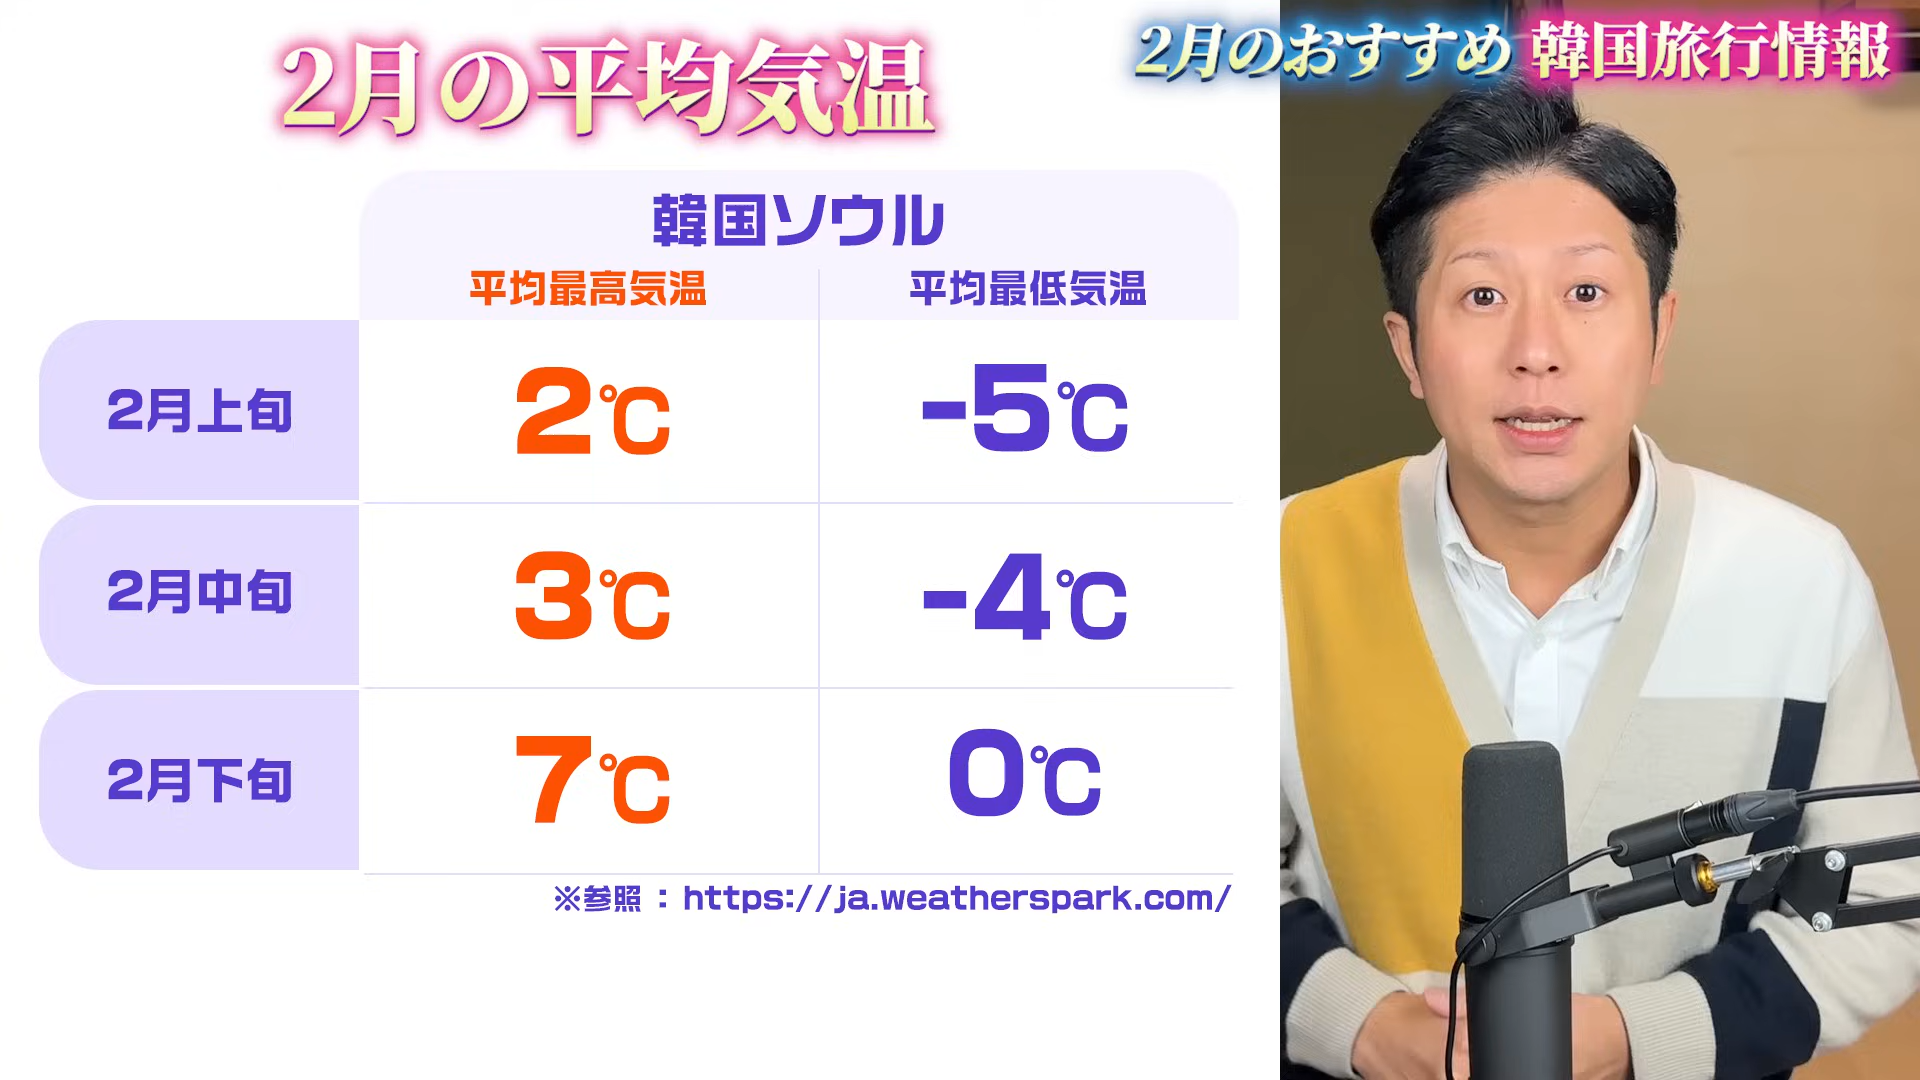 2月の平均気温
2月のおすすめ 韓国旅行情報
韓国ソウル
平均最高気温 平均最低気温
2月上旬 2℃ -5℃
2月中旬 3℃ -4℃
2月下旬 7℃ 0℃
※参照 : https://ja.weatherspark.com/